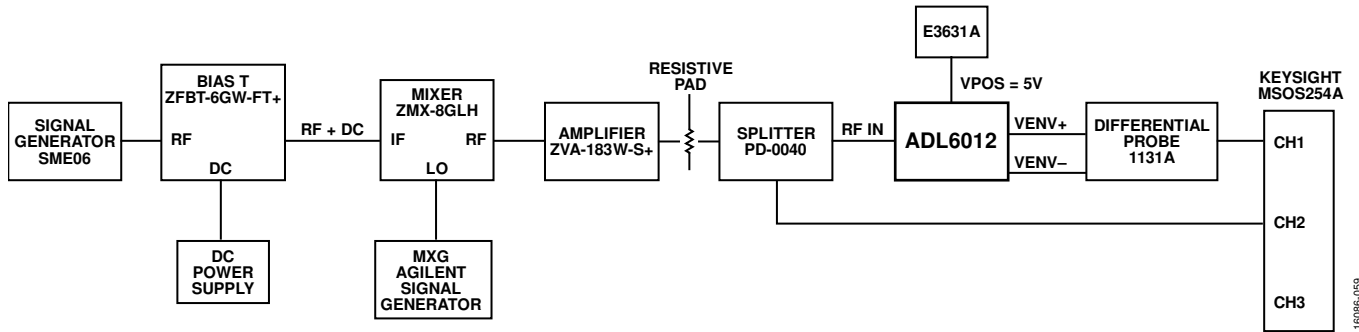 E3631A
BIAS T
ZFBT-6GW-FT+
RF
DC
MIXER
ZMX-8GLH
IF
RF
LO
RESISTIVE
PAD
VPOS = 5V
KEYSIGHT
MSOS254A
SIGNAL
GENERATOR
SME06
RF + DC
AMPLIFIER
ZVA-183W-S+
SPLITTER
PD-0040
RF IN
ADL6012
VENV+
VENV–
DIFFERENTIAL
PROBE
1131A
CH1
CH2
CH3
DC
POWER
SUPPLY
MXG
AGILENT
SIGNAL
GENERATOR
16086-059